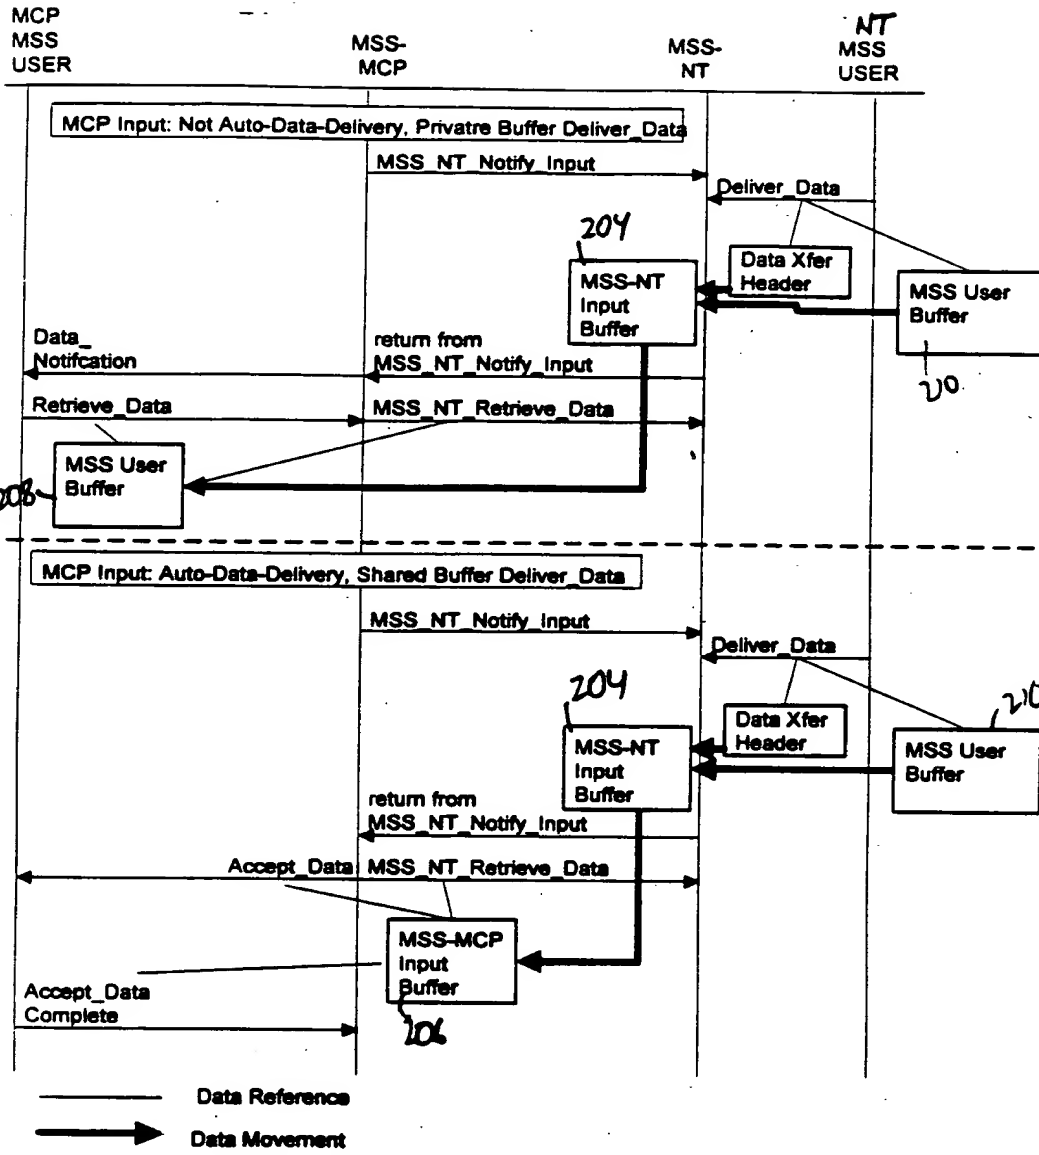 MCP
MSS
USER
MSS-
MCP
MSS-
NT
NT
MSS
USER
MCP Input: Not Auto-Data-Delivery, Privatre Buffer Deliver_Data
MSS_NT_Notify_Input
Deliver_Data
204
Data Xfer
Header
MSS-NT
Input
Buffer
MSS User
Buffer
210
Data_
Notifcation
return from
MSS_NT_Notify_Input
Retrieve_Data
MSS_NT_Retrieve_Data
MSS User
Buffer
208
MCP Input: Auto-Data-Delivery, Shared Buffer Deliver_Data
MSS_NT_Notify_Input
Deliver_Data
204
210
Data Xfer
Header
MSS-NT
Input
Buffer
MSS User
Buffer
return from
MSS_NT_Notify_Input
Accept_Data
MSS_NT_Retrieve_Data
MSS-MCP
Input
Buffer
206
Accept_Data
Complete
Data Reference
Data Movement